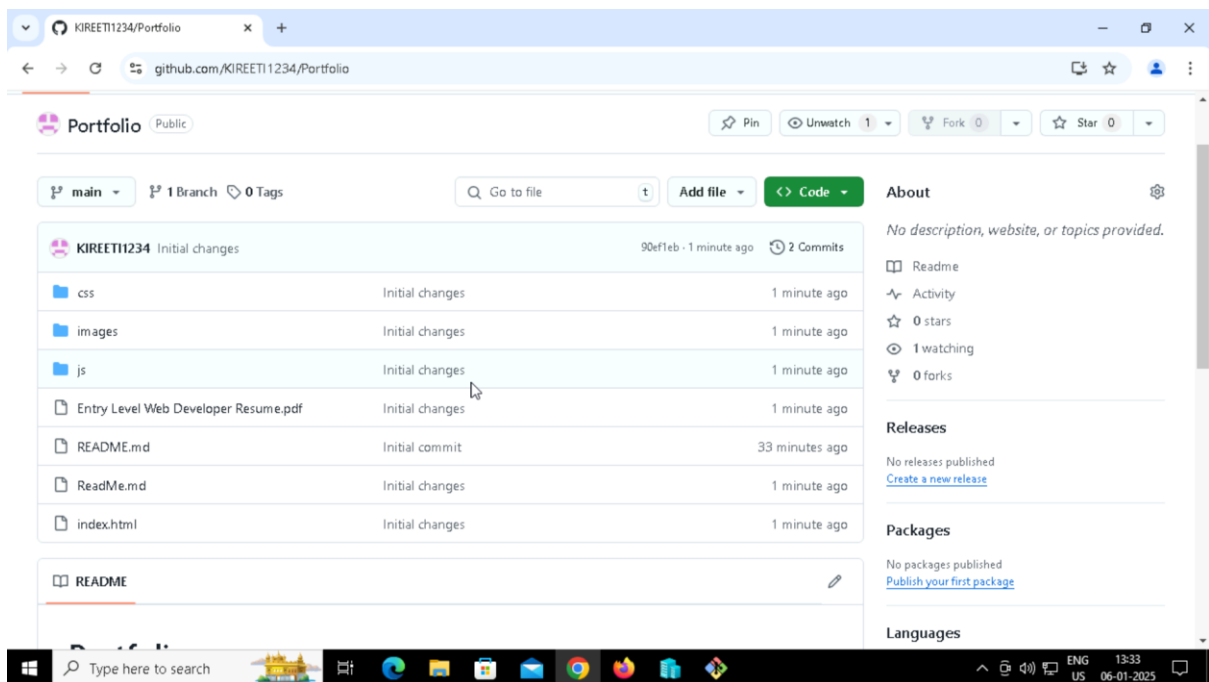 KIREETI1234/Portfolio
github.com/KIREETI1234/Portfolio
Portfolio Public
Pin Unwatch 1 Fork 0 Star 0
main 1 Branch 0 Tags Go to file t Add file <> Code
KIREETI1234 Initial changes 90ef1eb · 1 minute ago 2 Commits
css Initial changes 1 minute ago
images Initial changes 1 minute ago
js Initial changes 1 minute ago
Entry Level Web Developer Resume.pdf Initial changes 1 minute ago
README.md Initial commit 33 minutes ago
ReadMe.md Initial changes 1 minute ago
index.html Initial changes 1 minute ago
README
Portfolio
About
No description, website, or topics provided.
Readme
Activity
0 stars
1 watching
0 forks
Releases
No releases published
Create a new release
Packages
No packages published
Publish your first package
Languages
Type here to search
ENG
US
13:33
06-01-2025